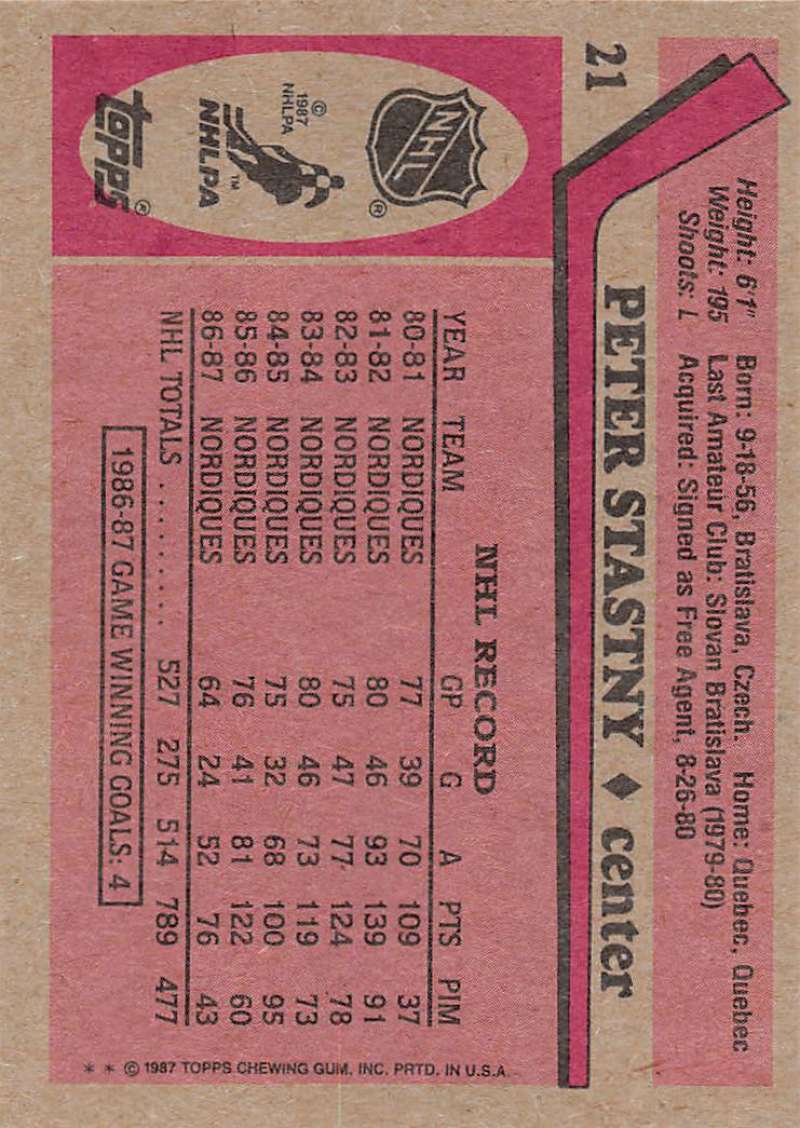 21
Height: 6'1" Born: 9-18-56, Bratislava, Czech. Home: Quebec, Quebec
Weight: 195 Last Amateur Club: Slovan Bratislava (1979-80)
Shoots: L Acquired: Signed as Free Agent, 8-26-80
PETER STASTNY ♦ center
NHL
®
© 1987
NHLPA
TM
NHLPA
topps®
NHL RECORD
YEAR TEAM GP G A PTS PIM
80-81 NORDIQUES 77 39 70 109 37
81-82 NORDIQUES 80 46 93 139 91
82-83 NORDIQUES 75 47 77 124 78
83-84 NORDIQUES 80 46 73 119 73
84-85 NORDIQUES 75 32 68 100 95
85-86 NORDIQUES 76 41 81 122 60
86-87 NORDIQUES 64 24 52 76 43
NHL TOTALS . . . . . . . . . 527 275 514 789 477
1986-87 GAME WINNING GOALS: 4
* * © 1987 TOPPS CHEWING GUM, INC. PRTD. IN U.S.A.